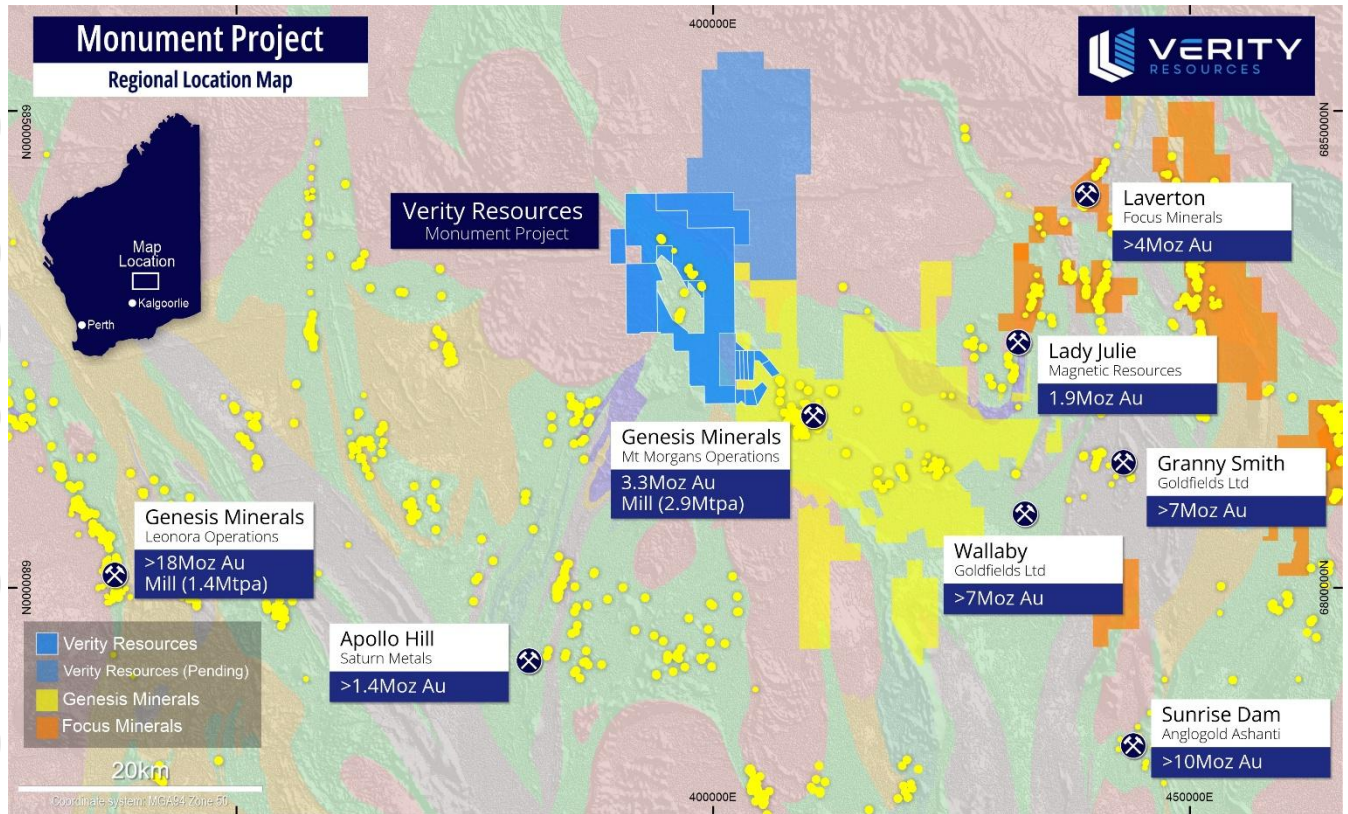 Monument Project
Regional Location Map
400000E
VERITY
RESOURCES
6850000N
6850000N
Map
Location
Kalgoorlie
Perth
Verity Resources
Monument Project
Laverton
Focus Minerals
>4Moz Au
Lady Julie
Magnetic Resources
1.9Moz Au
Genesis Minerals
Mt Morgans Operations
3.3Moz Au
Mill (2.9Mtpa)
Granny Smith
Goldfields Ltd
>7Moz Au
Genesis Minerals
Leonora Operations
>18Moz Au
Mill (1.4Mtpa)
Wallaby
Goldfields Ltd
>7Moz Au
6800000N
6800000N
Apollo Hill
Saturn Metals
>1.4Moz Au
Verity Resources
Verity Resources (Pending)
Genesis Minerals
Focus Minerals
Sunrise Dam
Anglogold Ashanti
>10Moz Au
20km
Coordinate system: MGA94 Zone 50
400000E
450000E